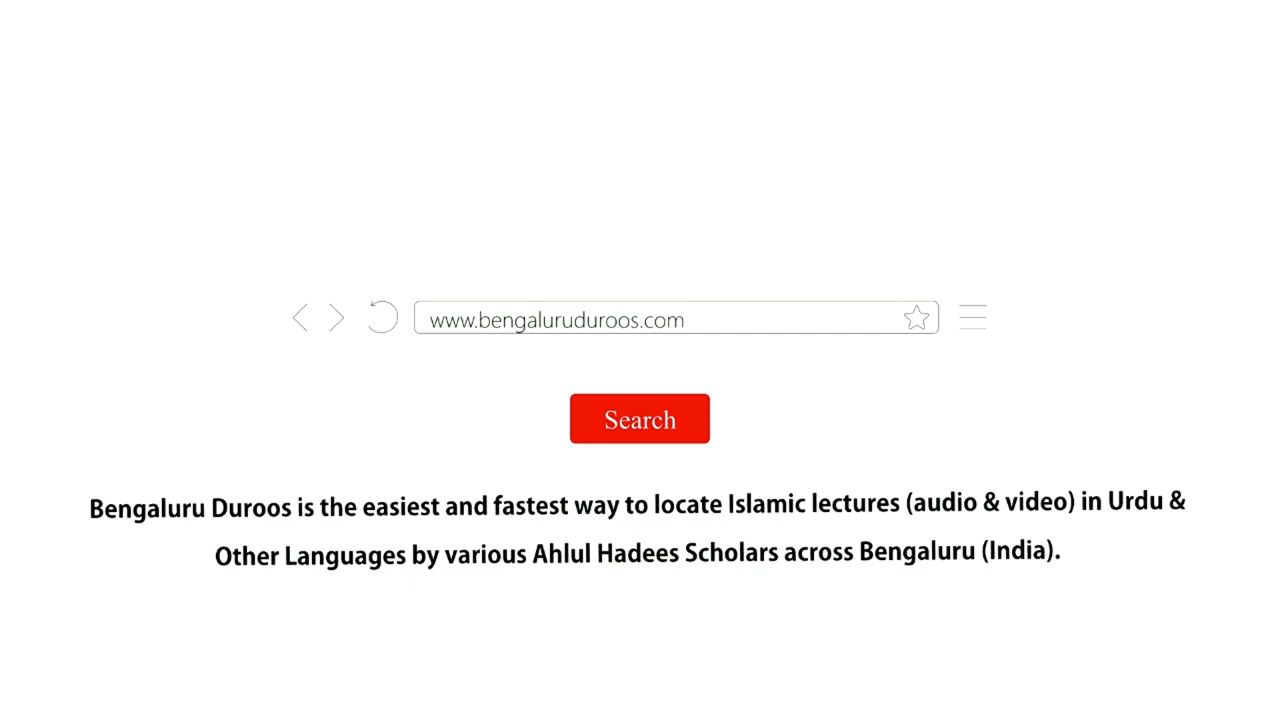 www.bengaluruduroos.com
Search
Bengaluru Duroos is the easiest and fastest way to locate Islamic lectures (audio & video) in Urdu &
Other Languages by various Ahlul Hadees Scholars across Bengaluru (India).